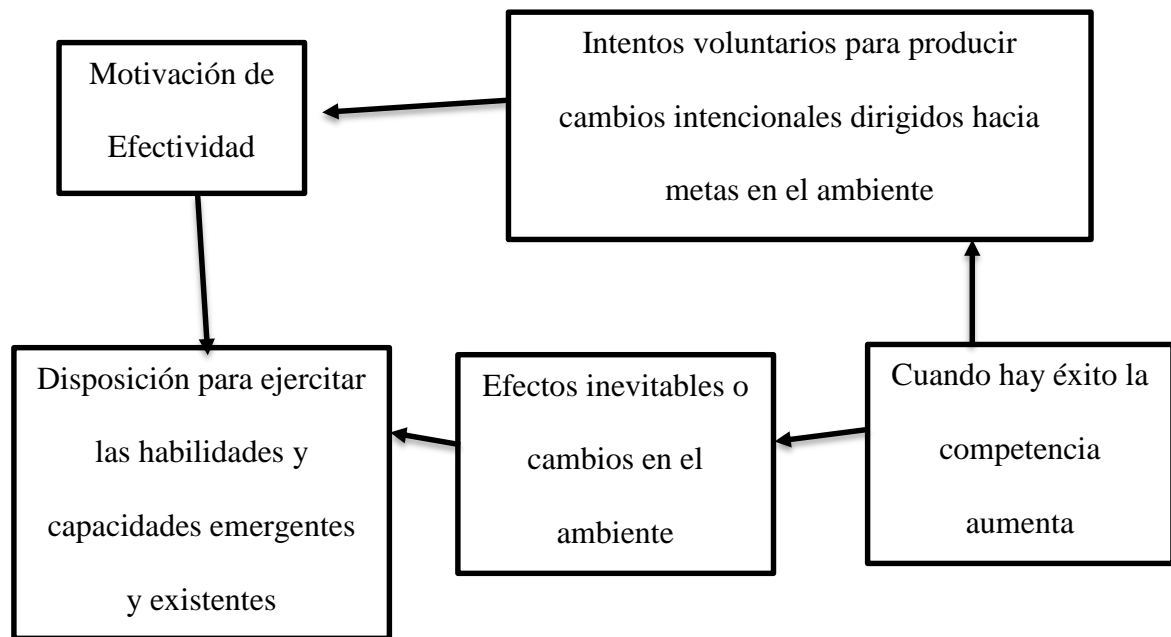 Motivación de
Efectividad
Intentos voluntarios para producir
cambios intencionales dirigidos hacia
metas en el ambiente
Disposición para ejercitar
las habilidades y
capacidades emergentes
y existentes
Efectos inevitables o
cambios en el
ambiente
Cuando hay éxito la
competencia
aumenta